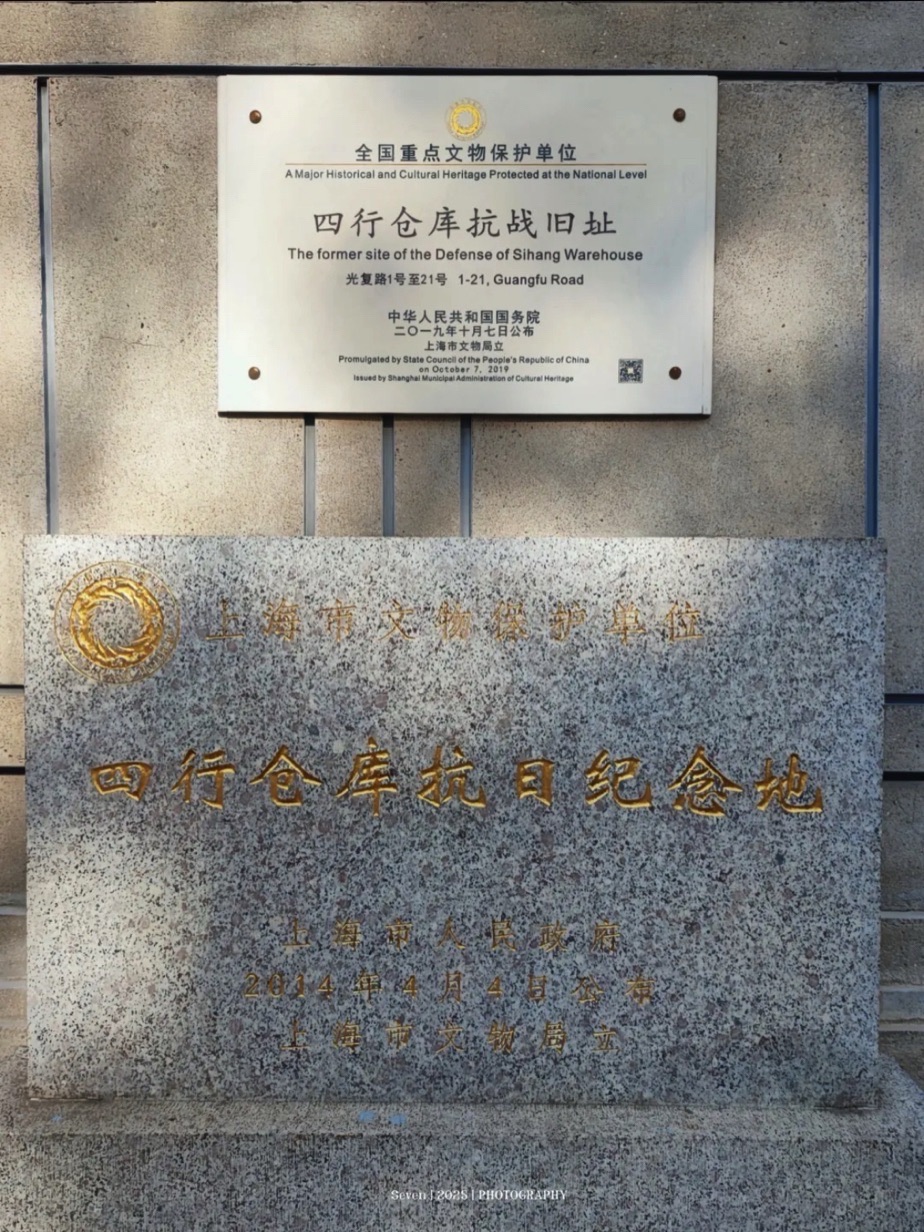 全国重点文物保护单位
A Major Historical and Cultural Heritage Protected at the National Level
四行仓库抗战旧址
The former site of the Defense of Sihang Warehouse
光复路1号至21号 1-21, Guangfu Road
中华人民共和国国务院
二〇一九年十月七日公布
上海市文物局立
Promulgated by State Council of the People's Republic of China
on October 7, 2019
Issued by Shanghai Municipal Administration of Cultural Heritage
上海市文物保护单位
四行仓库抗日纪念地
上海市人民政府
2014年4月4日公布
上海市文物局立
Seven | 2025 | PHOTOGRAPHY